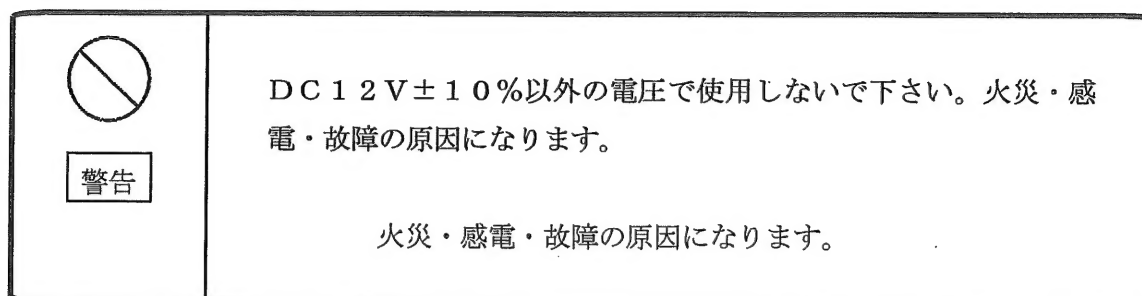 警告
DC12V±10%以外の電圧で使用しないで下さい。火災・感
電・故障の原因になります。
火災・感電・故障の原因になります。